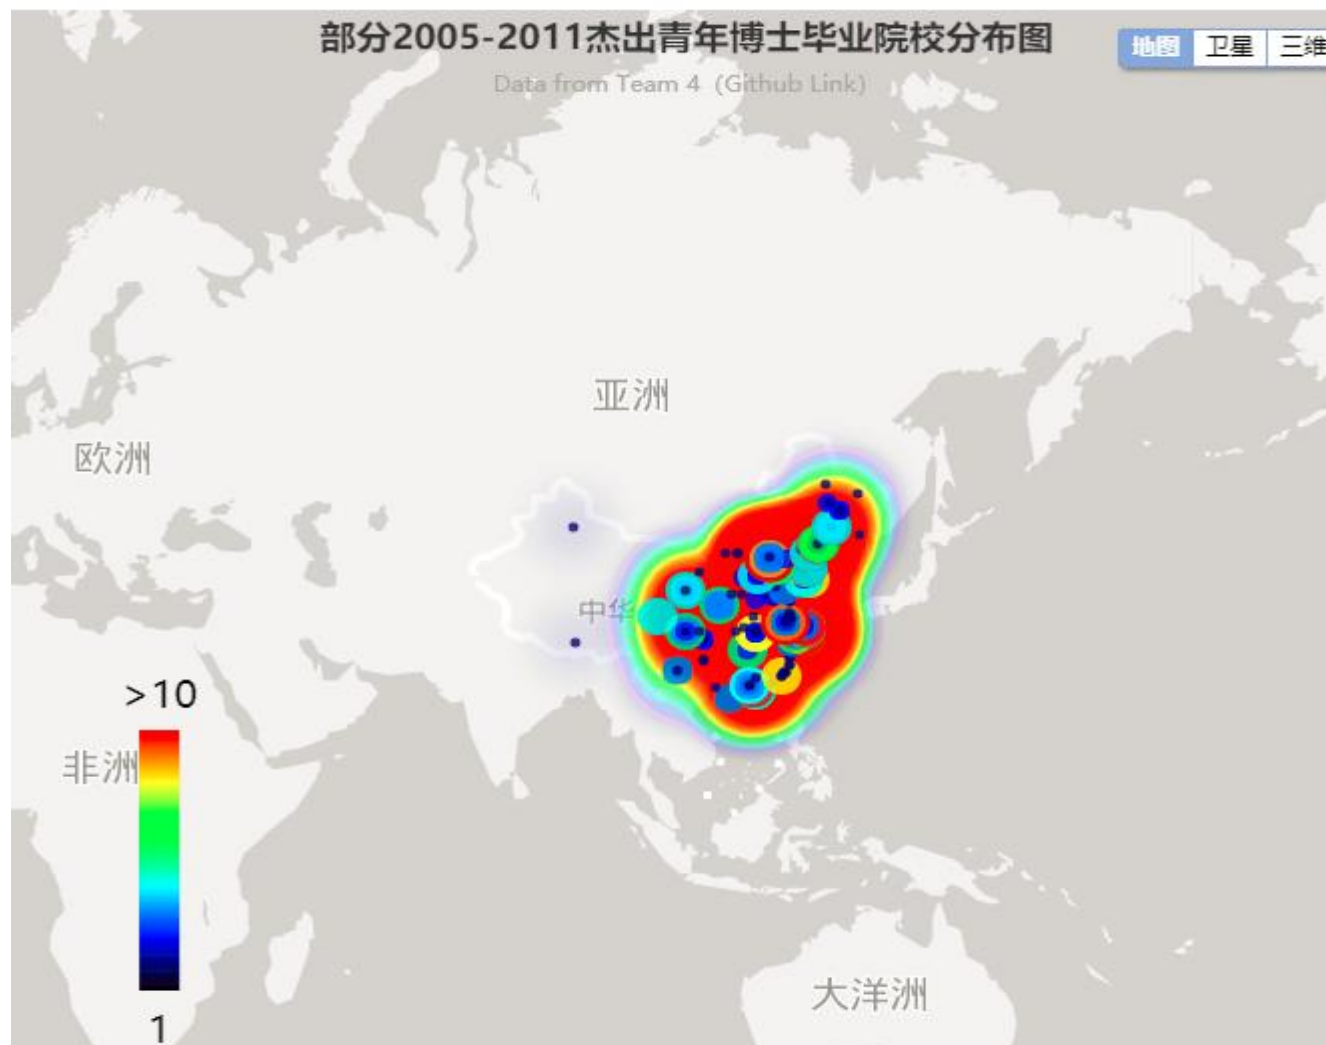 部分2005-2011杰出青年博士毕业院校分布图
地图 卫星 三维
Data from Team 4 (Github Link)
亚洲
欧洲
中华
>10
非洲
大洋洲
1